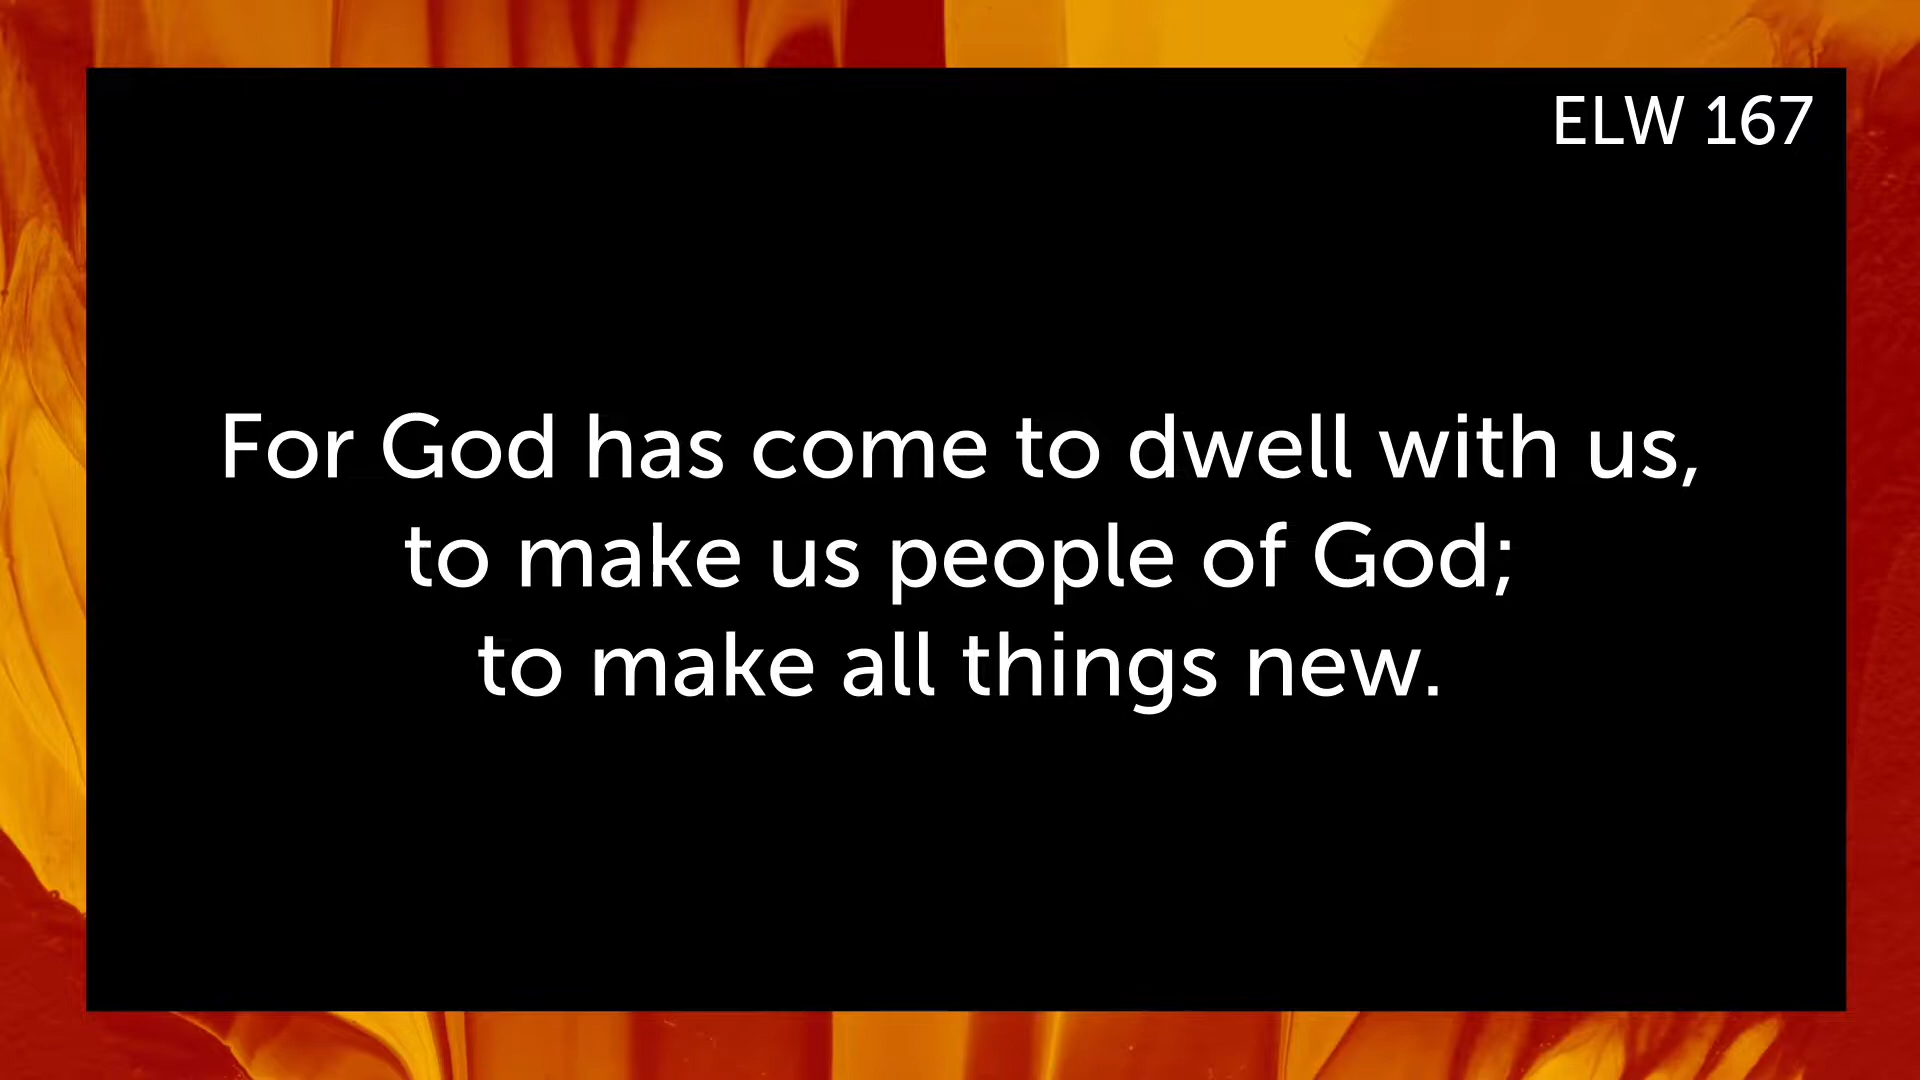 ELW 167
For God has come to dwell with us,
to make us people of God;
to make all things new.